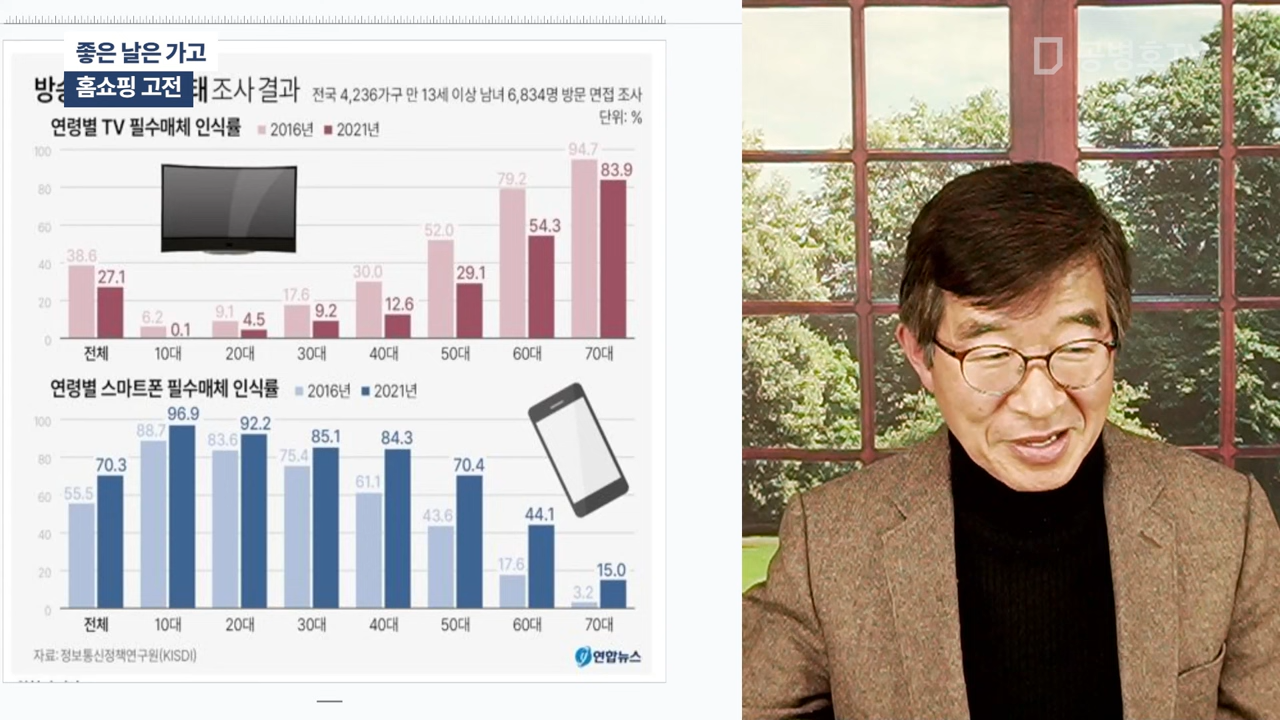 좋은 날은 가고
홈쇼핑 고전
방송 태 조사 결과
전국 4,236가구 만 13세 이상 남녀 6,834명 방문 면접 조사
단위: %
연령별 TV 필수매체 인식률 2016년 2021년
100
80
60
40
20
0
38.6 27.1 6.2 0.1 9.1 4.5 17.6 9.2 30.0 12.6 52.0 29.1 79.2 54.3 94.7 83.9
전체 10대 20대 30대 40대 50대 60대 70대
연령별 스마트폰 필수매체 인식률 2016년 2021년
100
80
60
40
20
0
55.5 70.3 88.7 96.9 83.6 92.2 75.4 85.1 61.1 84.3 43.6 70.4 17.6 44.1 3.2 15.0
전체 10대 20대 30대 40대 50대 60대 70대
자료: 정보통신정책연구원(KISDI)
연합뉴스
공병호TV